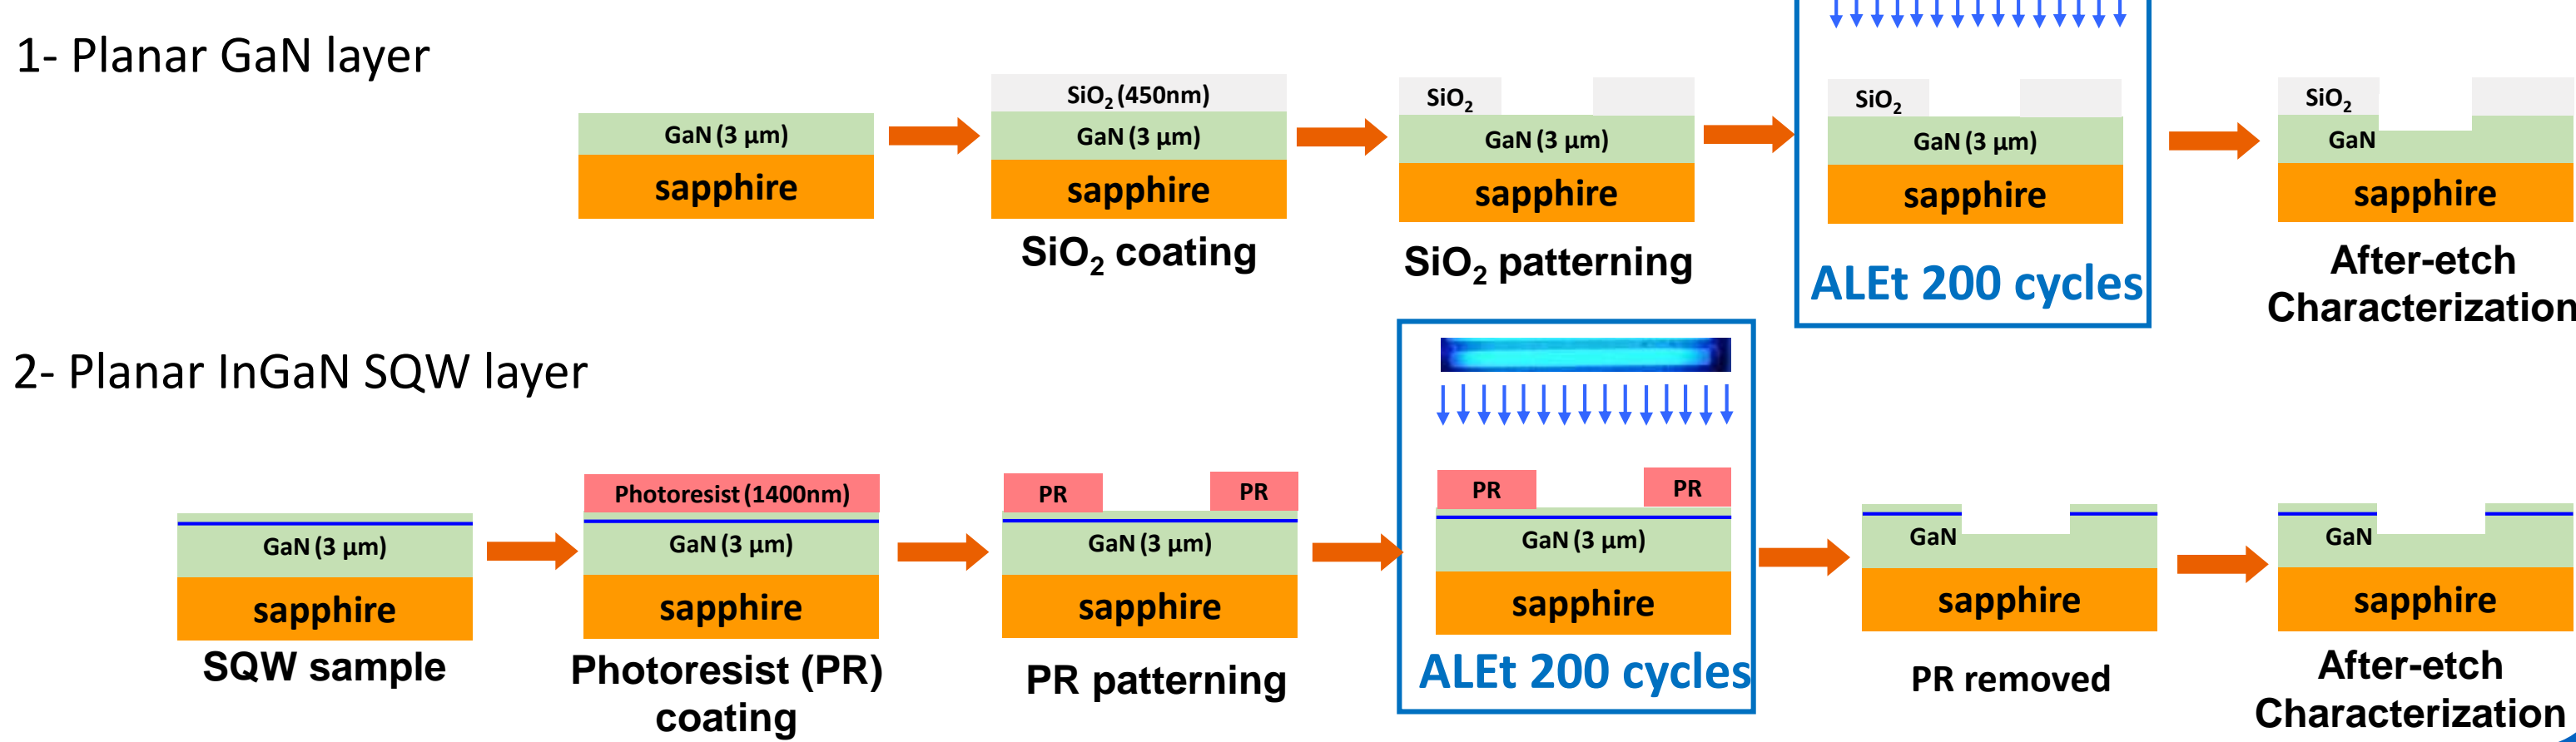 1- Planar GaN layer
GaN (3 µm)
sapphire
SiO₂ (450nm)
GaN (3 µm)
sapphire
SiO₂ coating
SiO₂
GaN (3 µm)
sapphire
SiO₂ patterning
SiO₂
GaN (3 µm)
sapphire
ALEt 200 cycles
SiO₂
GaN
sapphire
After-etch
Characterization
2- Planar InGaN SQW layer
GaN (3 µm)
sapphire
SQW sample
Photoresist (1400nm)
GaN (3 µm)
sapphire
Photoresist (PR)
coating
PR PR
GaN (3 µm)
sapphire
PR patterning
PR PR
GaN (3 µm)
sapphire
ALEt 200 cycles
GaN
sapphire
PR removed
GaN
sapphire
After-etch
Characterization